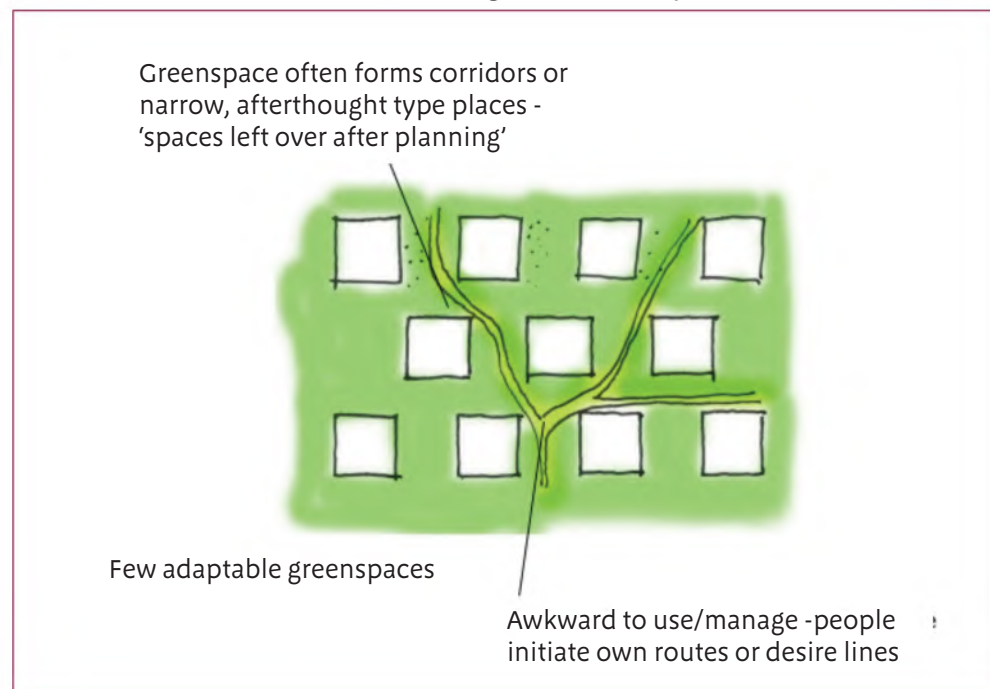 Greenspace often forms corridors or
narrow, afterthought type places -
‘spaces left over after planning’
Few adaptable greenspaces
Awkward to use/manage -people
initiate own routes or desire lines